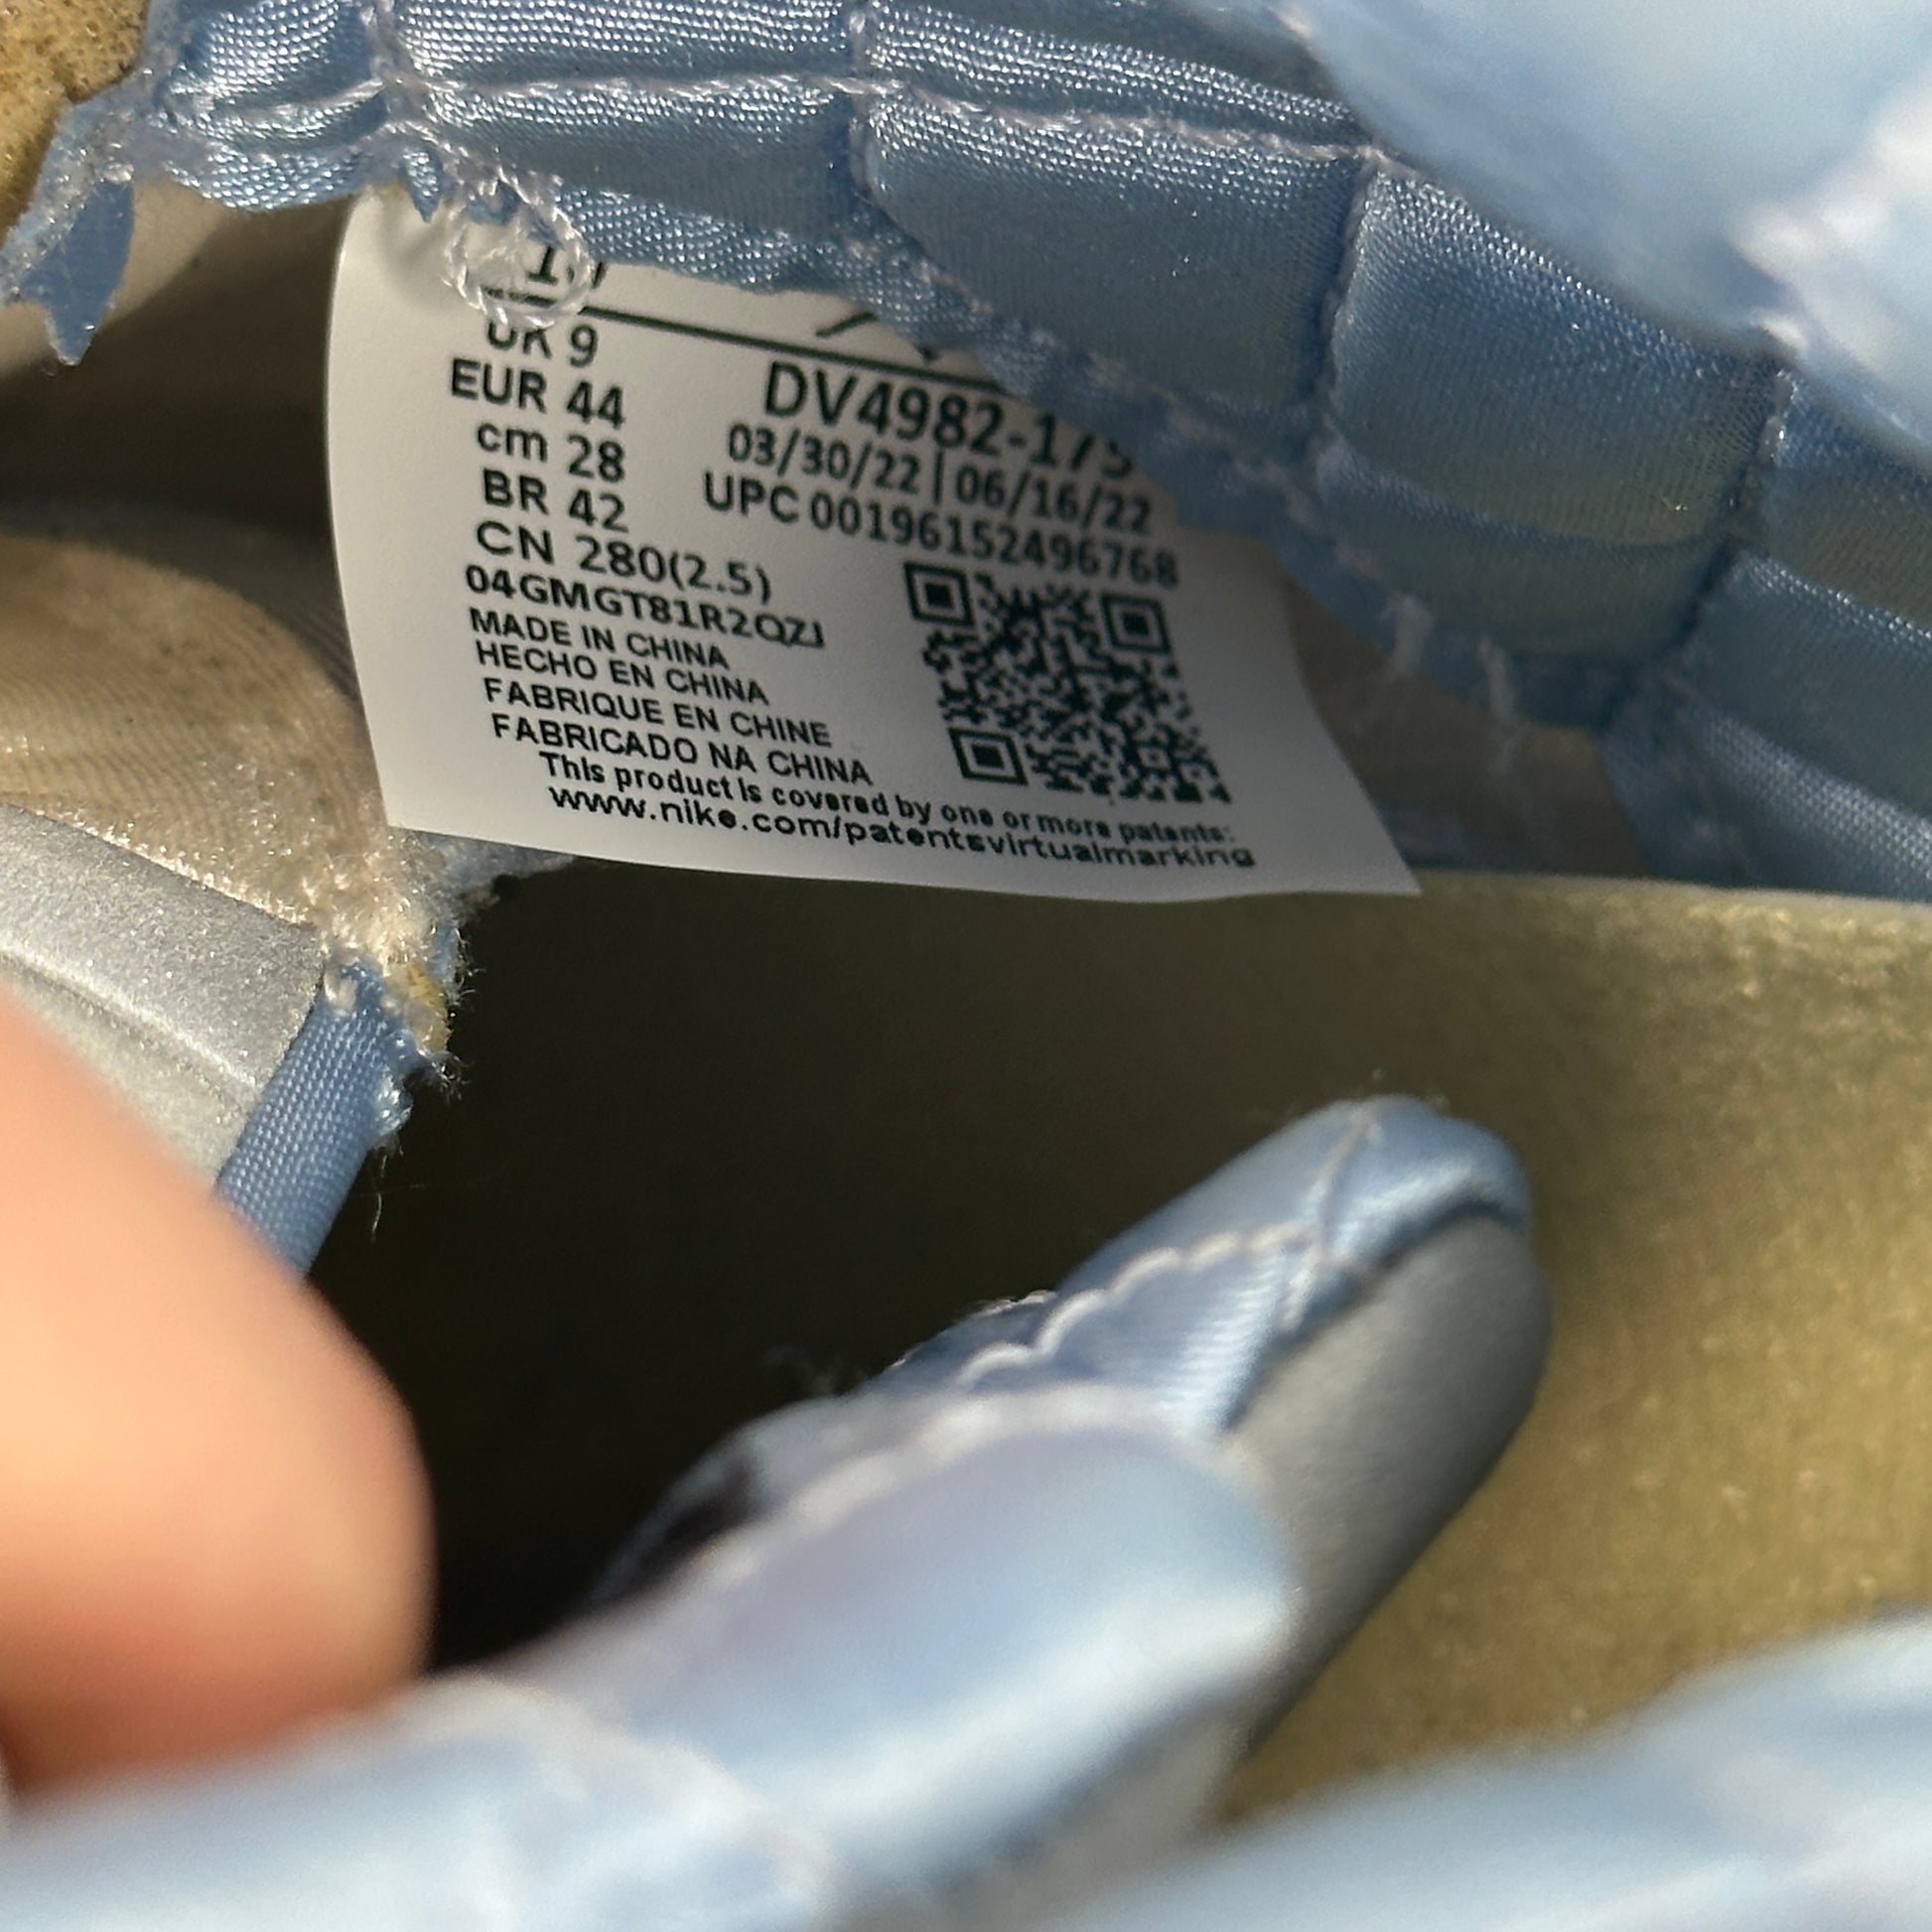 UK 9
EUR 44
cm 28
BR 42
CN 280(2.5)
DV4982-175
03/30/22 | 06/16/22
UPC 00196152496768
04GMGT81R2QZJ
MADE IN CHINA
HECHO EN CHINA
FABRIQUE EN CHINE
FABRICADO NA CHINA
This product is covered by one or more patents:
www.nike.com/patentsvirtualmarking